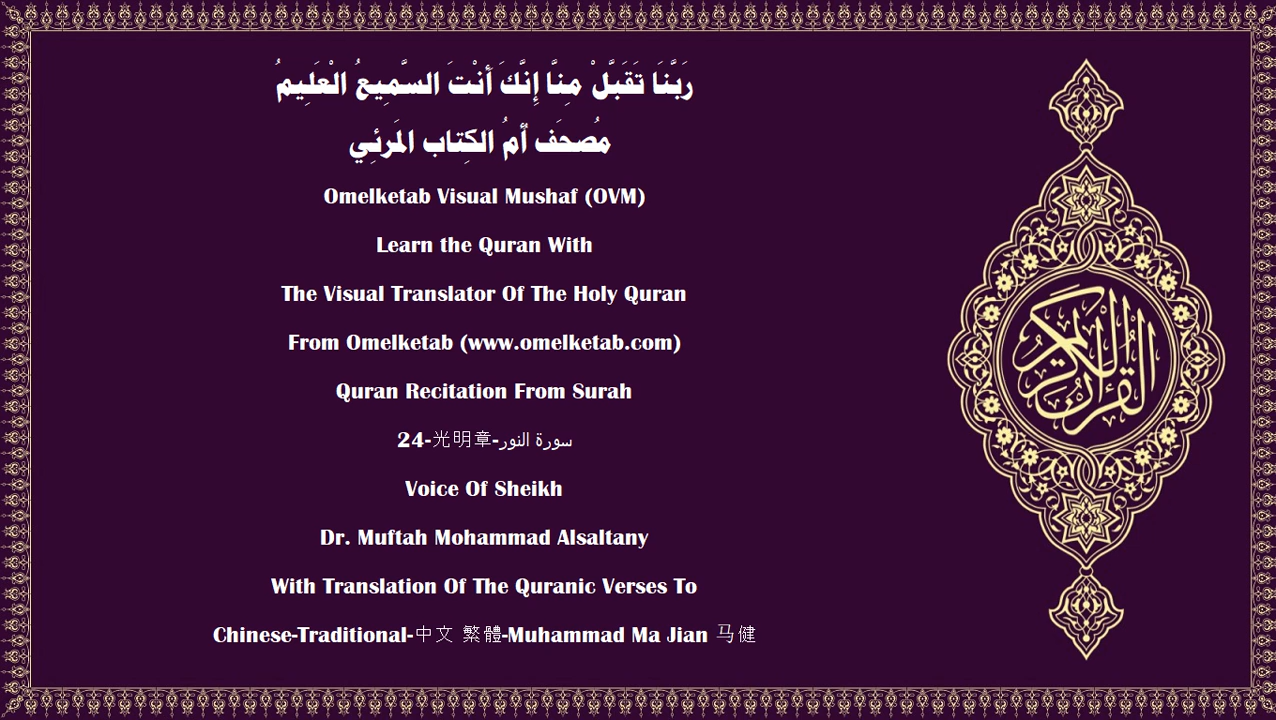 رَبَّنَا تَقَبَّلْ مِنَّا إِنَّكَ أَنْتَ السَّمِيعُ الْعَلِيمُ
مُصحَف أمُ الكِتاب المَرئِي
Omelketab Visual Mushaf (OVM)
Learn the Quran With
The Visual Translator Of The Holy Quran
From Omelketab (www.omelketab.com)
Quran Recitation From Surah
24-光明章-سورة النور
Voice Of Sheikh
Dr. Muftah Mohammad Alsaltany
With Translation Of The Quranic Verses To
Chinese-Traditional-中文 繁體-Muhammad Ma Jian 马健
القرآن الكريم